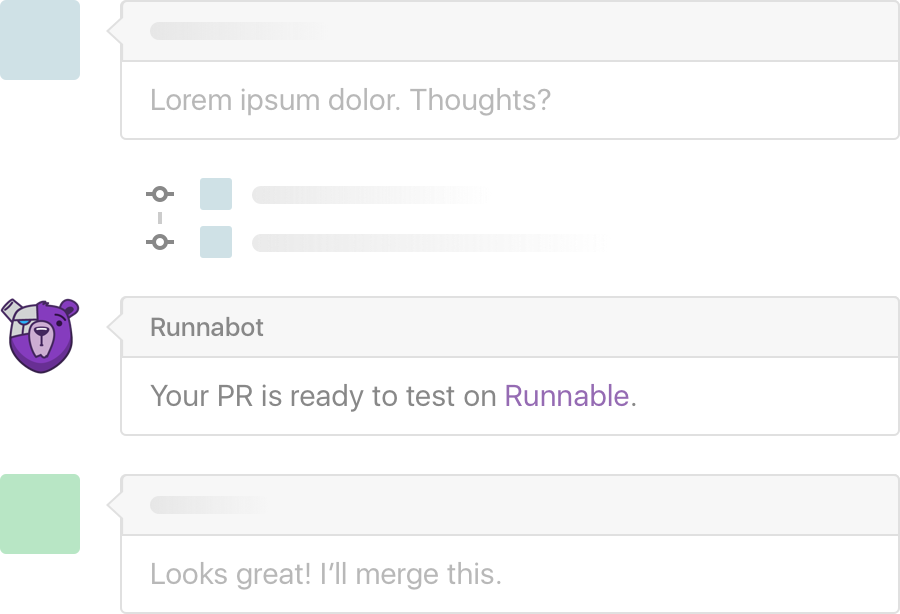 Lorem ipsum dolor. Thoughts?
Runnabot
Your PR is ready to test on Runnable.
Looks great! I’ll merge this.